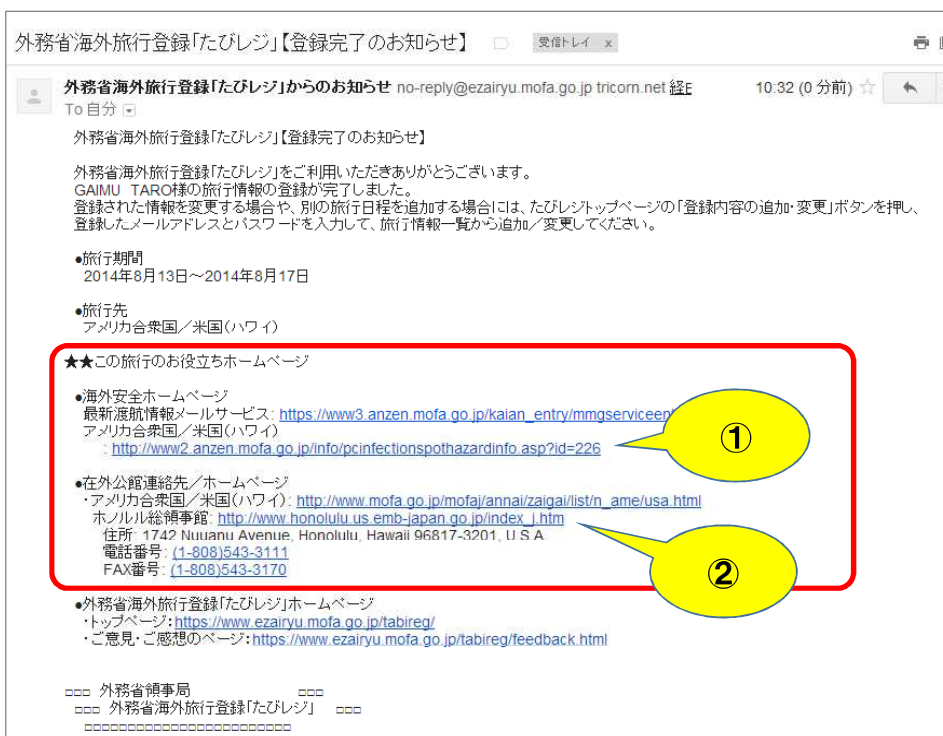 外務省海外旅行登録「たびレジ」【登録完了のお知らせ】 受信トレイ x
外務省海外旅行登録「たびレジ」からのお知らせ no-reply@ezairyu.mofa.go.jp tricorn.net 10:32 (0 分前)
To 自分
外務省海外旅行登録「たびレジ」【登録完了のお知らせ】
外務省海外旅行登録「たびレジ」をご利用いただきありがとうございます。
GAIMU TARO様の旅行情報の登録が完了しました。
登録された情報を変更する場合や、別の旅行日程を追加する場合には、たびレジトップページの「登録内容の追加・変更」ボタンを押し、
登録したメールアドレスとパスワードを入力して、旅行情報一覧から追加／変更してください。
●旅行期間
2014年8月13日～2014年8月17日
●旅行先
アメリカ合衆国／米国(ハワイ)
★★この旅行のお役立ちホームページ
●海外安全ホームページ
最新渡航情報メールサービス: https://www3.anzen.mofa.go.jp/kaian_entry/mmgserviceen
アメリカ合衆国／米国(ハワイ)
: http://www2.anzen.mofa.go.jp/info/pcinfectionspothazardinfo.asp?id=226
①
●在外公館連絡先／ホームページ
・アメリカ合衆国／米国(ハワイ): http://www.mofa.go.jp/mofaj/annai/zaigai/list/n_ame/usa.html
ホノルル総領事館: http://www.honolulu.us.emb-japan.go.jp/index_j.htm
住所: 1742 Nuuanu Avenue, Honolulu, Hawaii 96817-3201, U.S.A.
電話番号: (1-808)543-3111
FAX番号: (1-808)543-3170
②
●外務省海外旅行登録「たびレジ」ホームページ
・トップページ:https://www.ezairyu.mofa.go.jp/tabireg/
・ご意見・ご感想のページ:https://www.ezairyu.mofa.go.jp/tabireg/feedback.html
□□□ 外務省領事局 □□□
□□□ 外務省海外旅行登録「たびレジ」 □□□
□□□□□□□□□□□□□□□□□□□□□□□□